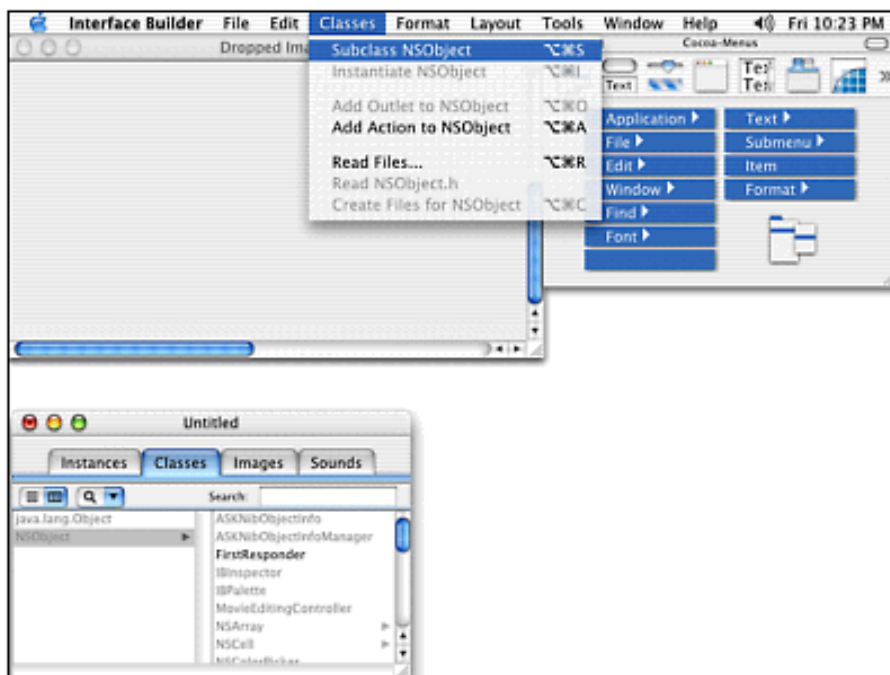 Interface Builder File Edit Classes Format Layout Tools Window Help Fri 10:23 PM
Dropped Ima
Subclass NSObject ⌥⌘S
Instantiate NSObject ⌥⌘I
Add Outlet to NSObject ⌥⌘O
Add Action to NSObject ⌥⌘A
Read Files... ⌥⌘R
Read NSObject.h
Create Files for NSObject ⌥⌘C
Cocoa-Menus
Text
Text
Text
Application
File
Edit
Window
Find
Font
Text
Submenu
Item
Format
Untitled
Instances Classes Images Sounds
Search:
java.lang.Object
NSObject
ASKNibObjectInfo
ASKNibObjectInfoManager
FirstResponder
IBInspector
IBPalette
MovieEditingController
NSArray
NSCell
NSColorPicker